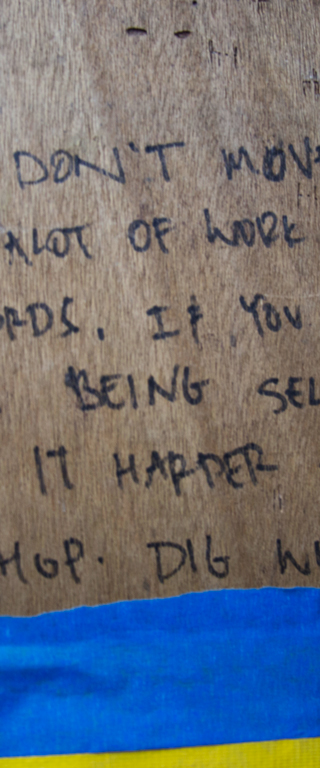 DON'T MOV
ALOT OF WORK
RDS. If YOU
BEING SEL
IT HARDER
HOP. DIG W